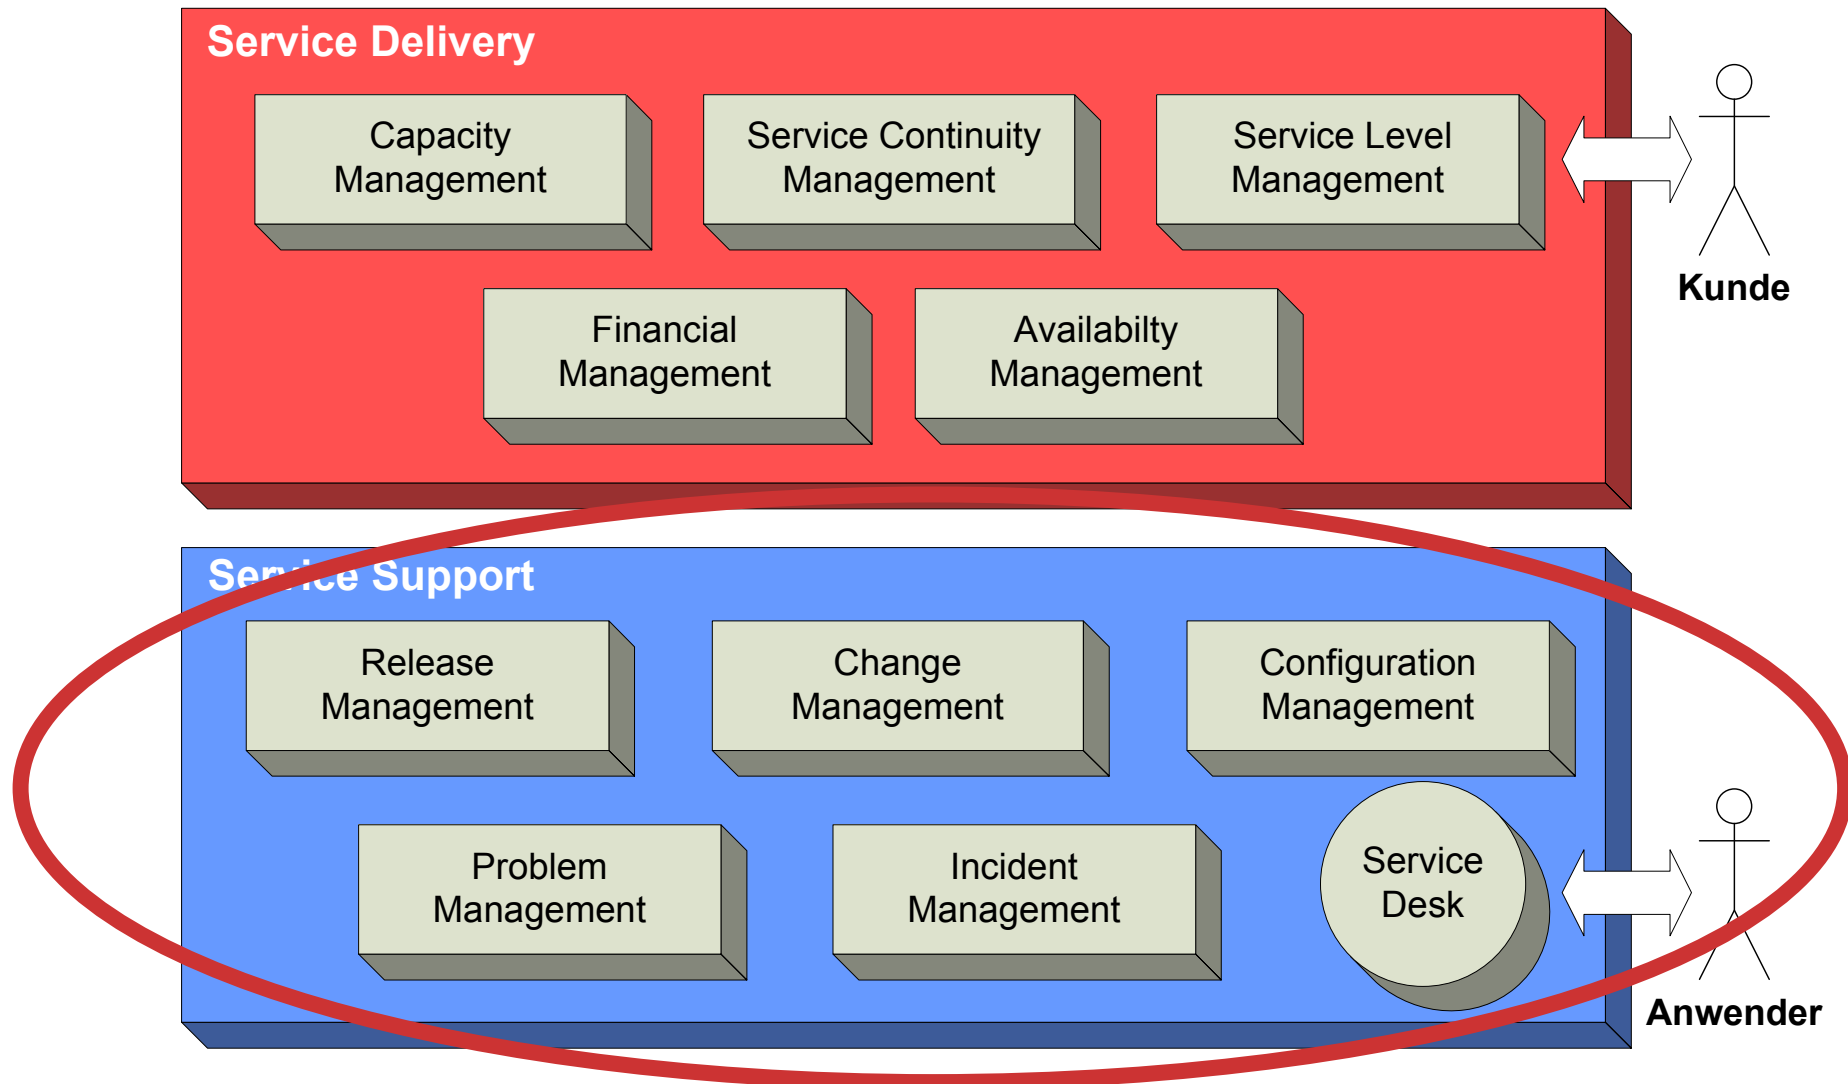 Service Delivery
Capacity
Management
Service Continuity
Management
Service Level
Management
Kunde
Financial
Management
Availabilty
Management
Service Support
Release
Management
Change
Management
Configuration
Management
Problem
Management
Incident
Management
Service
Desk
Anwender